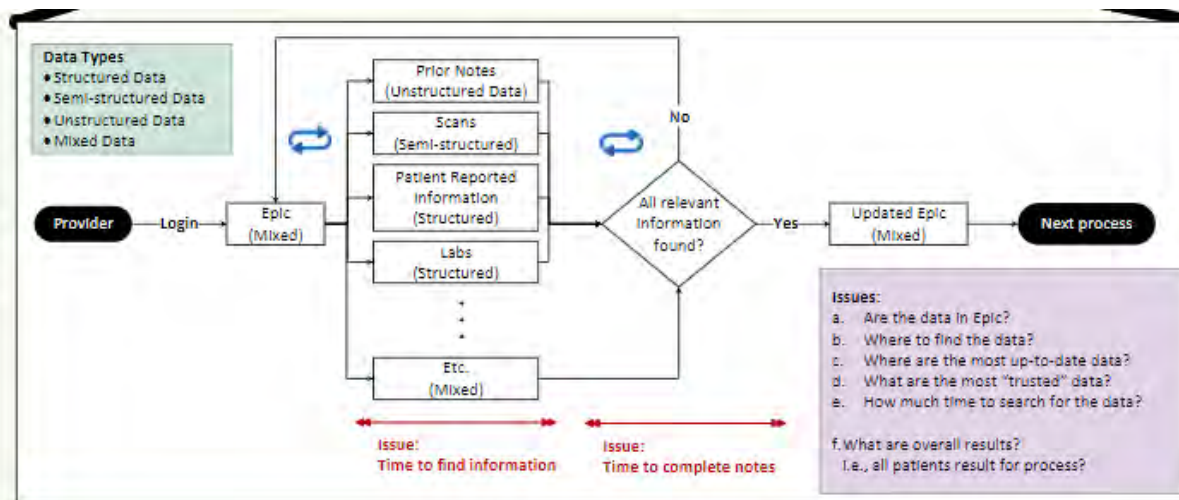 Data Types
• Structured Data
• Semi-structured Data
• Unstructured Data
• Mixed Data
Provider
Login
Epic
(Mixed)
Prior Notes
(Unstructured Data)
Scans
(Semi-structured)
Patient Reported
Information
(Structured)
Labs
(Structured)
Etc.
(Mixed)
No
All relevant
information
found?
Yes
Updated Epic
(Mixed)
Next process
Issue:
Time to find information
Issue:
Time to complete notes
Issues:
a. Are the data in Epic?
b. Where to find the data?
c. Where are the most up-to-date data?
d. What are the most “trusted” data?
e. How much time to search for the data?
f. What are overall results?
i.e., all patients result for process?